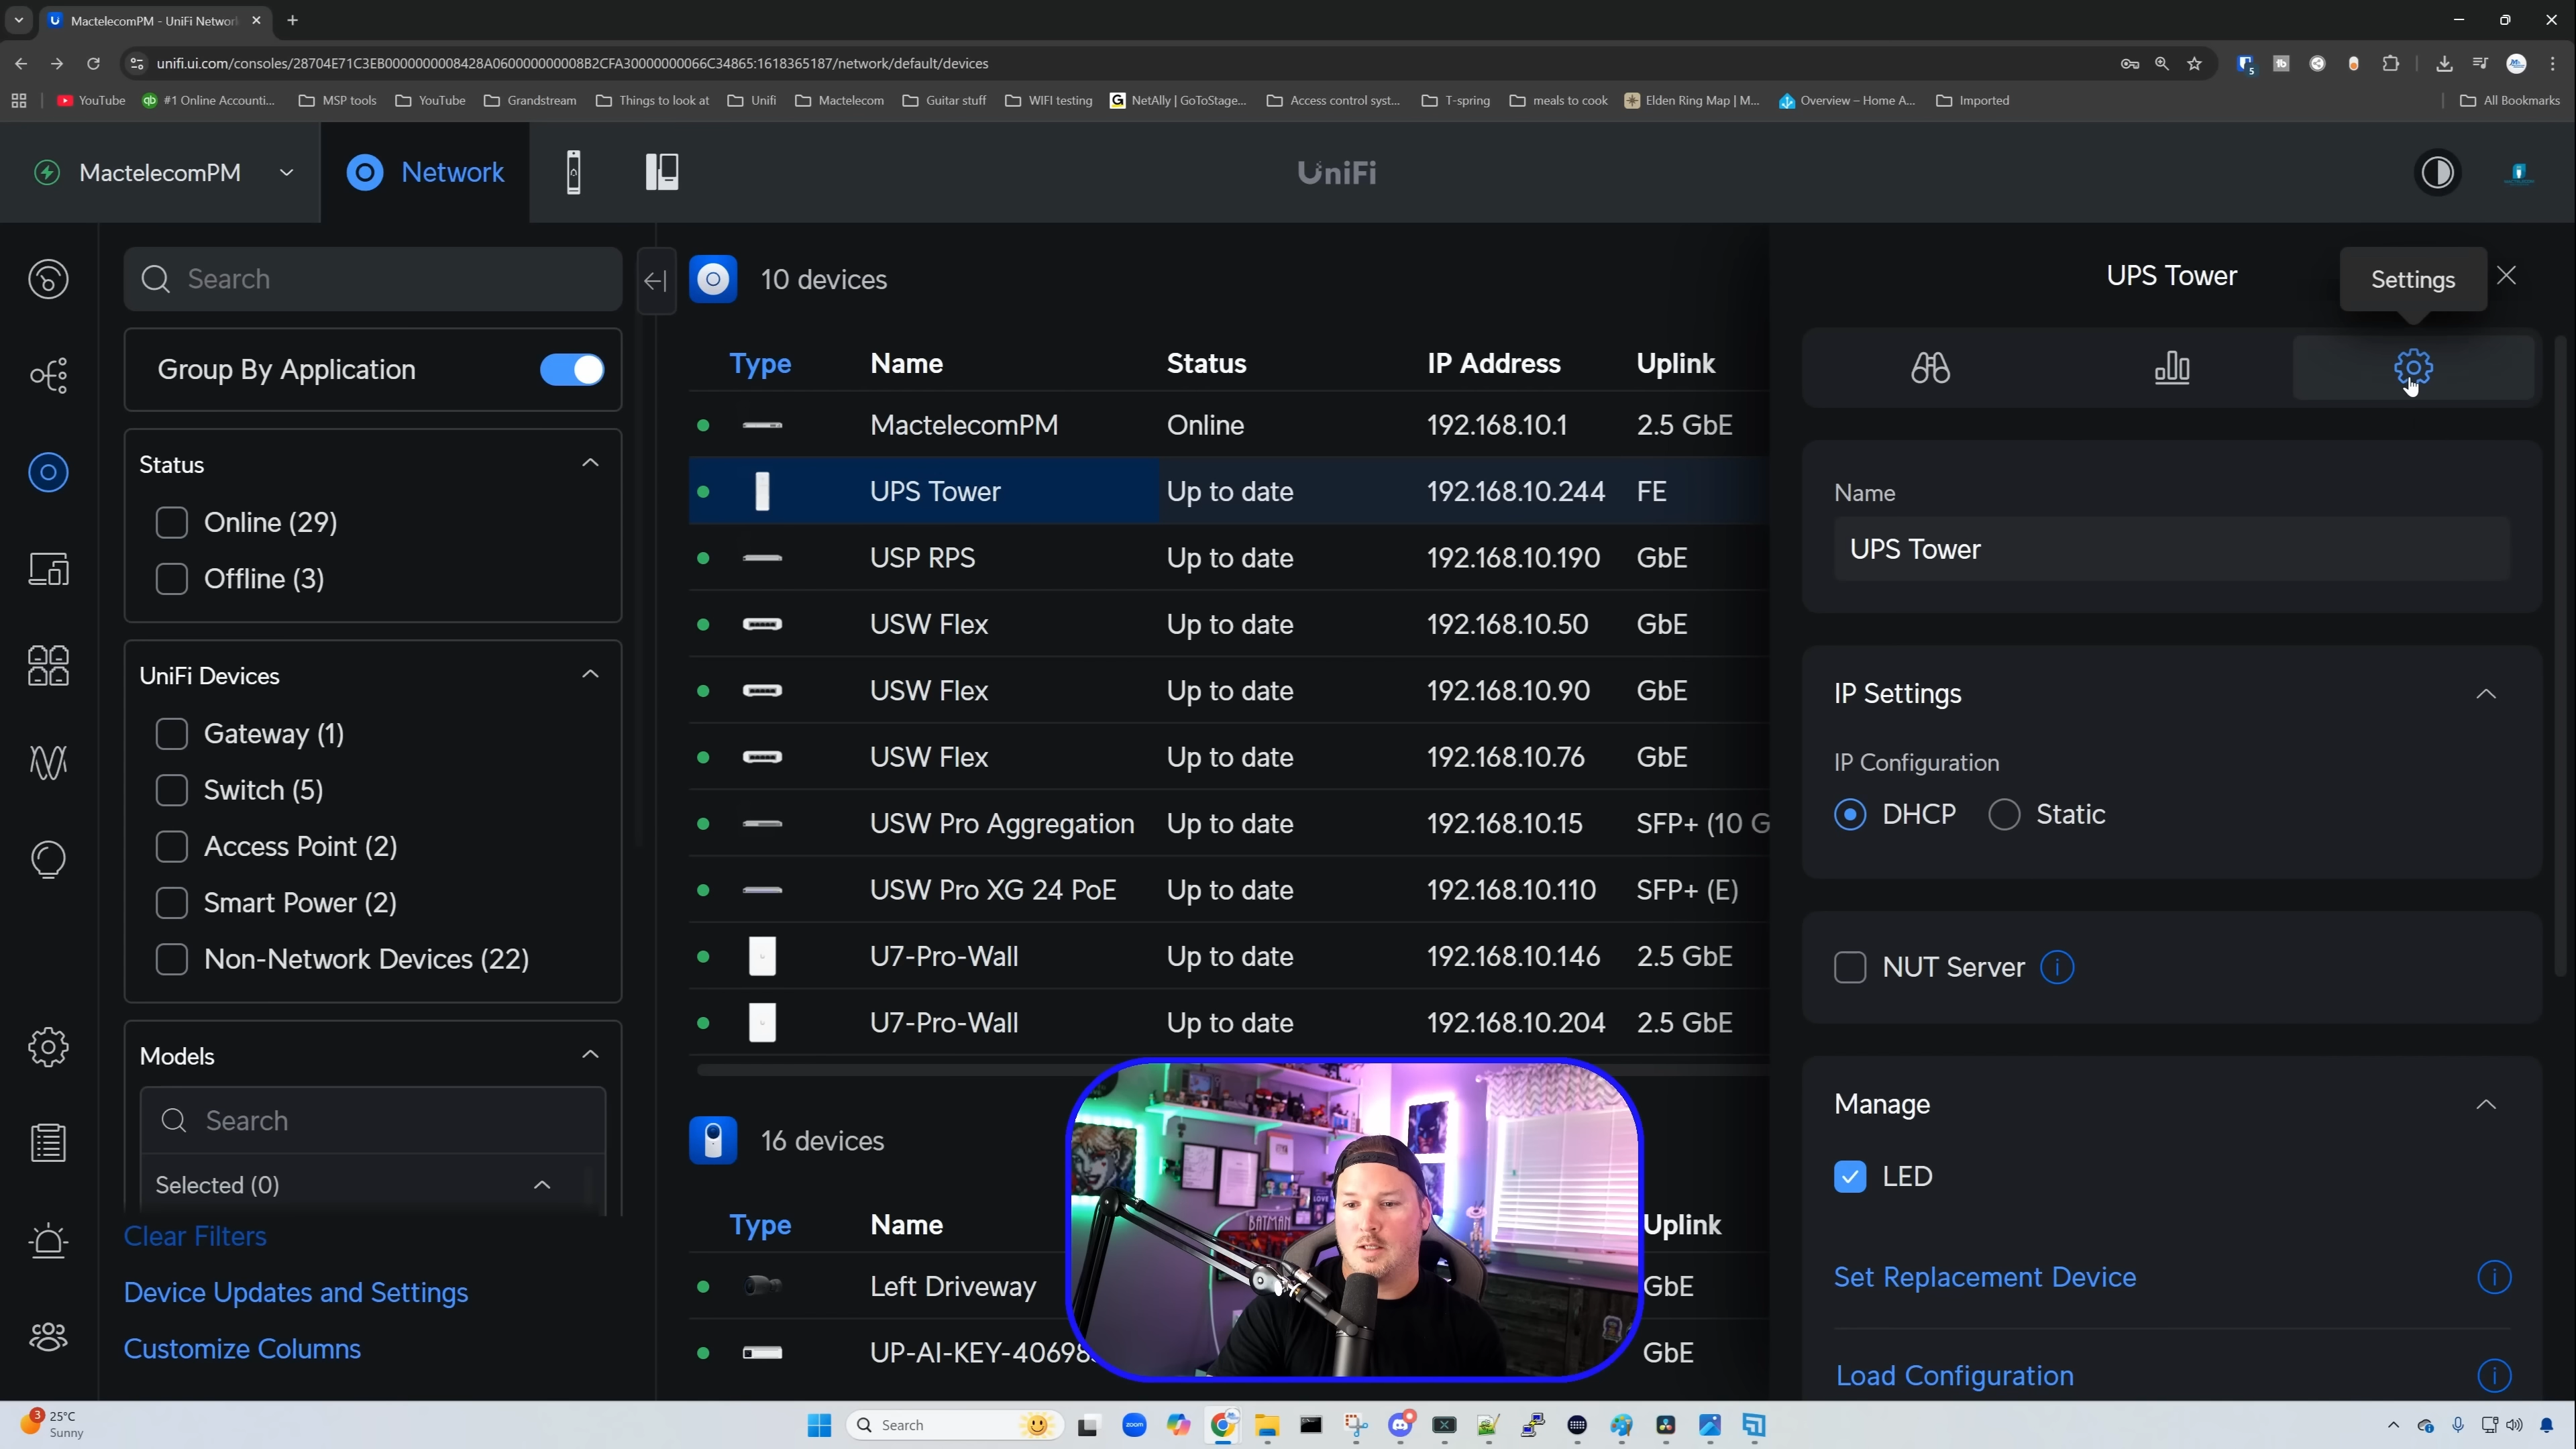 MactelecomPM - UniFi Network
unifi.ui.com/consoles/28704E71C3EB0000000008428A060000000008B2CFA30000000066C34865:1618365187/network/default/devices
YouTube
#1 Online Accounti...
MSP tools
YouTube
Grandstream
Things to look at
Unifi
Mactelecom
Guitar stuff
WIFI testing
NetAlly | GoToStage...
Access control syst...
T-spring
meals to cook
Elden Ring Map | M...
Overview – Home A...
Imported
All Bookmarks
MactelecomPM
Network
UniFi
Search
Group By Application
Status
Online (29)
Offline (3)
UniFi Devices
Gateway (1)
Switch (5)
Access Point (2)
Smart Power (2)
Non-Network Devices (22)
Models
Search
Selected (0)
Clear Filters
Device Updates and Settings
Customize Columns
10 devices
Type Name Status IP Address Uplink
MactelecomPM Online 192.168.10.1 2.5 GbE
UPS Tower Up to date 192.168.10.244 FE
USP RPS Up to date 192.168.10.190 GbE
USW Flex Up to date 192.168.10.50 GbE
USW Flex Up to date 192.168.10.90 GbE
USW Flex Up to date 192.168.10.76 GbE
USW Pro Aggregation Up to date 192.168.10.15 SFP+ (10 G
USW Pro XG 24 PoE Up to date 192.168.10.110 SFP+ (E)
U7-Pro-Wall Up to date 192.168.10.146 2.5 GbE
U7-Pro-Wall Up to date 192.168.10.204 2.5 GbE
16 devices
Type Name Uplink
Left Driveway GbE
UP-AI-KEY-40698 GbE
BATMAN
LOVE
UPS Tower
Settings
Name
UPS Tower
IP Settings
IP Configuration
DHCP Static
NUT Server
Manage
LED
Set Replacement Device
Load Configuration
3
25°C
Sunny
Search
zoom